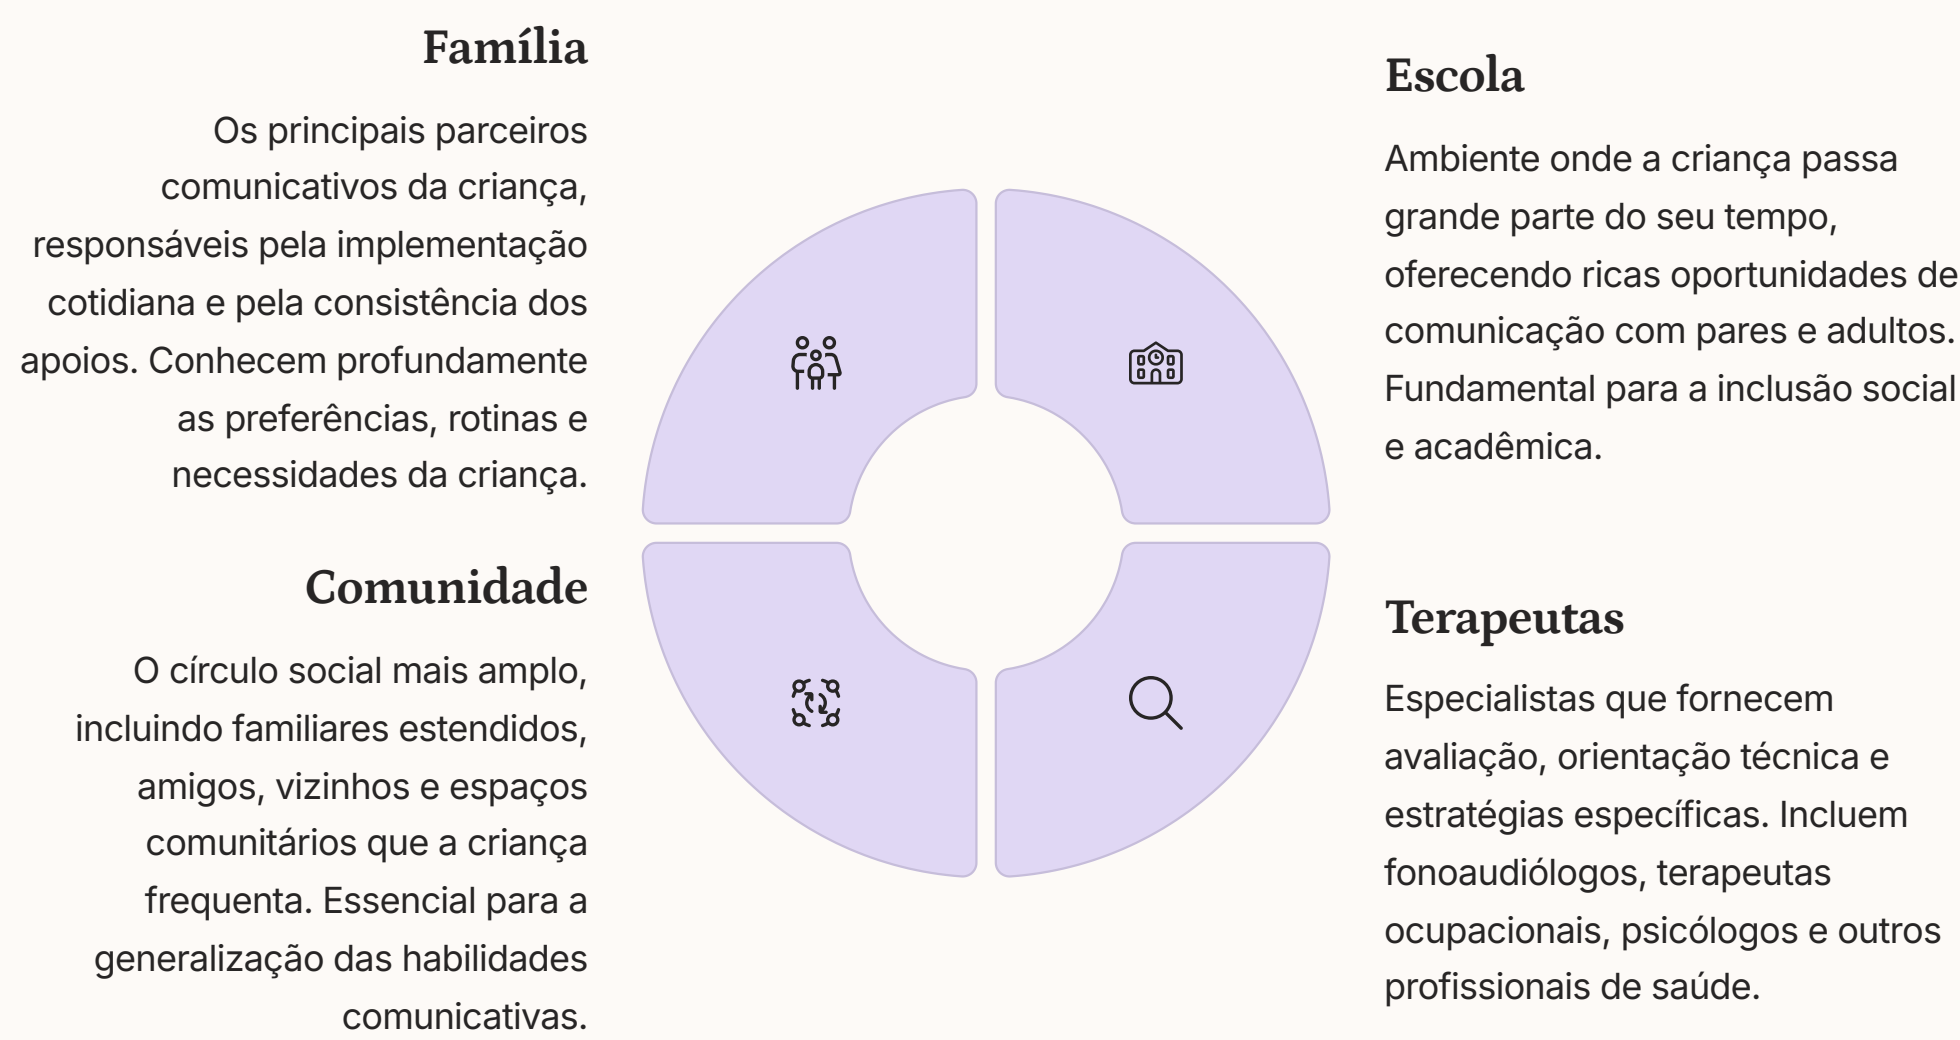 Família
Os principais parceiros
comunicativos da criança,
responsáveis pela implementação
cotidiana e pela consistência dos
apoios. Conhecem profundamente
as preferências, rotinas e
necessidades da criança.
Escola
Ambiente onde a criança passa
grande parte do seu tempo,
oferecendo ricas oportunidades de
comunicação com pares e adultos.
Fundamental para a inclusão social
e acadêmica.
Comunidade
O círculo social mais amplo,
incluindo familiares estendidos,
amigos, vizinhos e espaços
comunitários que a criança
frequenta. Essencial para a
generalização das habilidades
comunicativas.
Terapeutas
Especialistas que fornecem
avaliação, orientação técnica e
estratégias específicas. Incluem
fonoaudiólogos, terapeutas
ocupacionais, psicólogos e outros
profissionais de saúde.